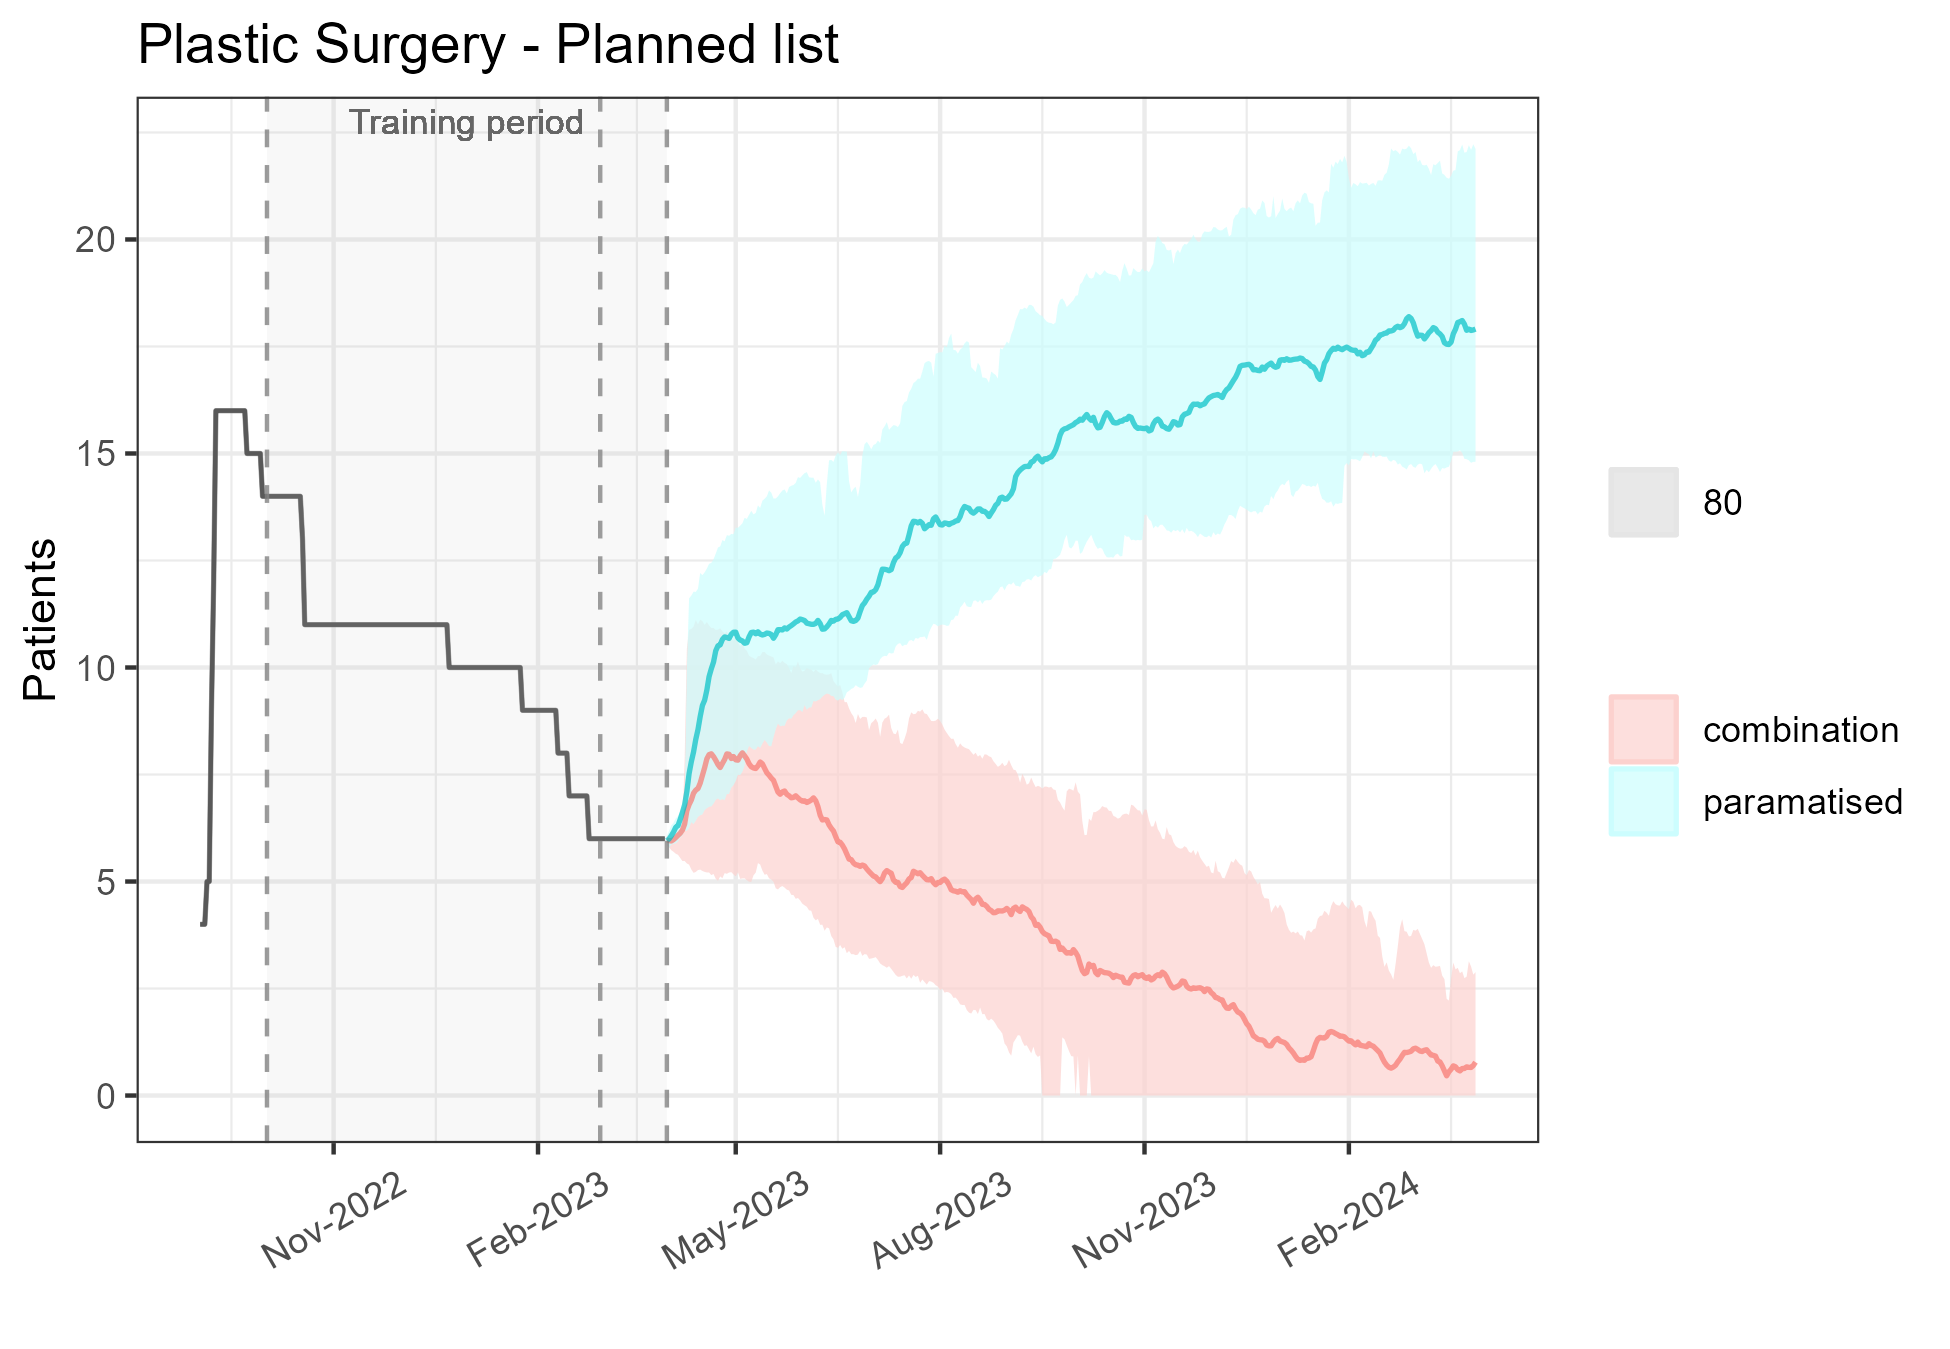 Plastic Surgery - Planned list
Training period
Patients
20
15
10
5
0
Nov-2022
Feb-2023
May-2023
Aug-2023
Nov-2023
Feb-2024
80
combination
paramatised